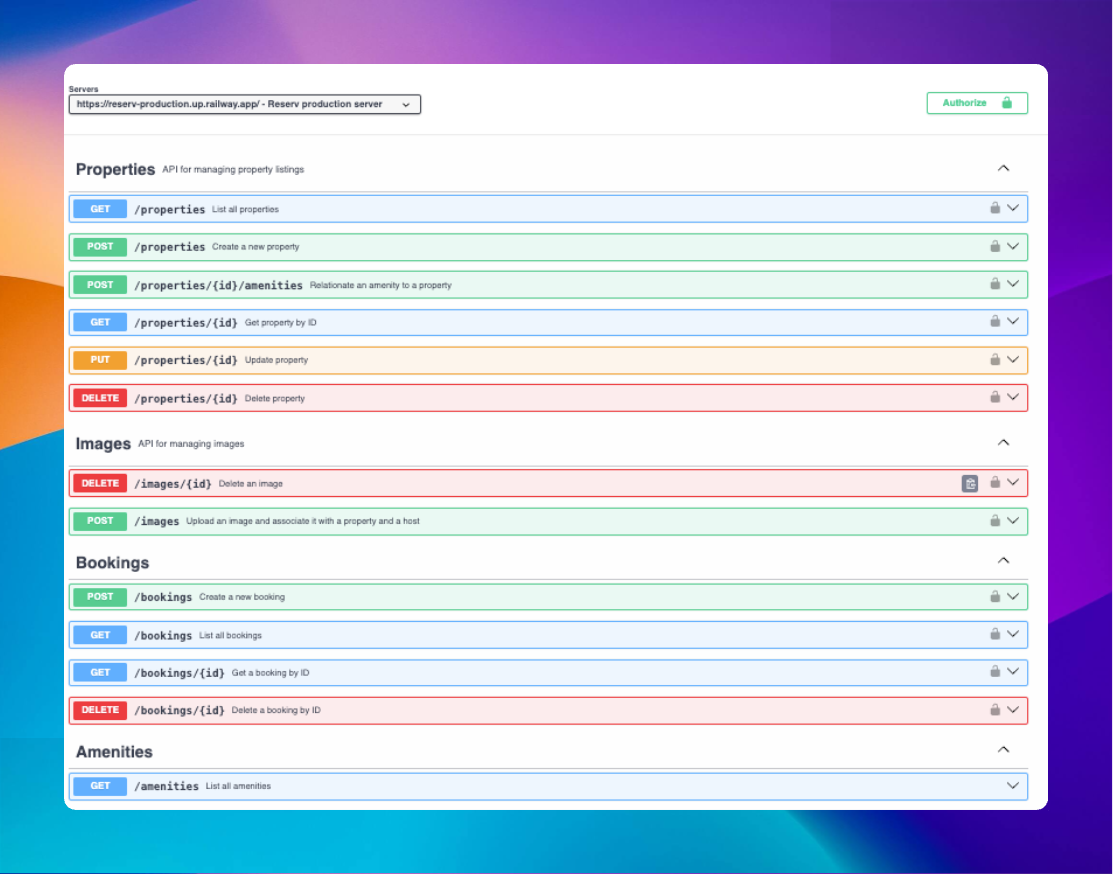 Servers
https://reserv-production.up.railway.app/ - Reserv production server
Authorize
Properties API for managing property listings
GET /properties List all properties
POST /properties Create a new property
POST /properties/{id}/amenities Relationate an amenity to a property
GET /properties/{id} Get property by ID
PUT /properties/{id} Update property
DELETE /properties/{id} Delete property
Images API for managing images
DELETE /images/{id} Delete an image
POST /images Upload an image and associate it with a property and a host
Bookings
POST /bookings Create a new booking
GET /bookings List all bookings
GET /bookings/{id} Get a booking by ID
DELETE /bookings/{id} Delete a booking by ID
Amenities
GET /amenities List all amenities